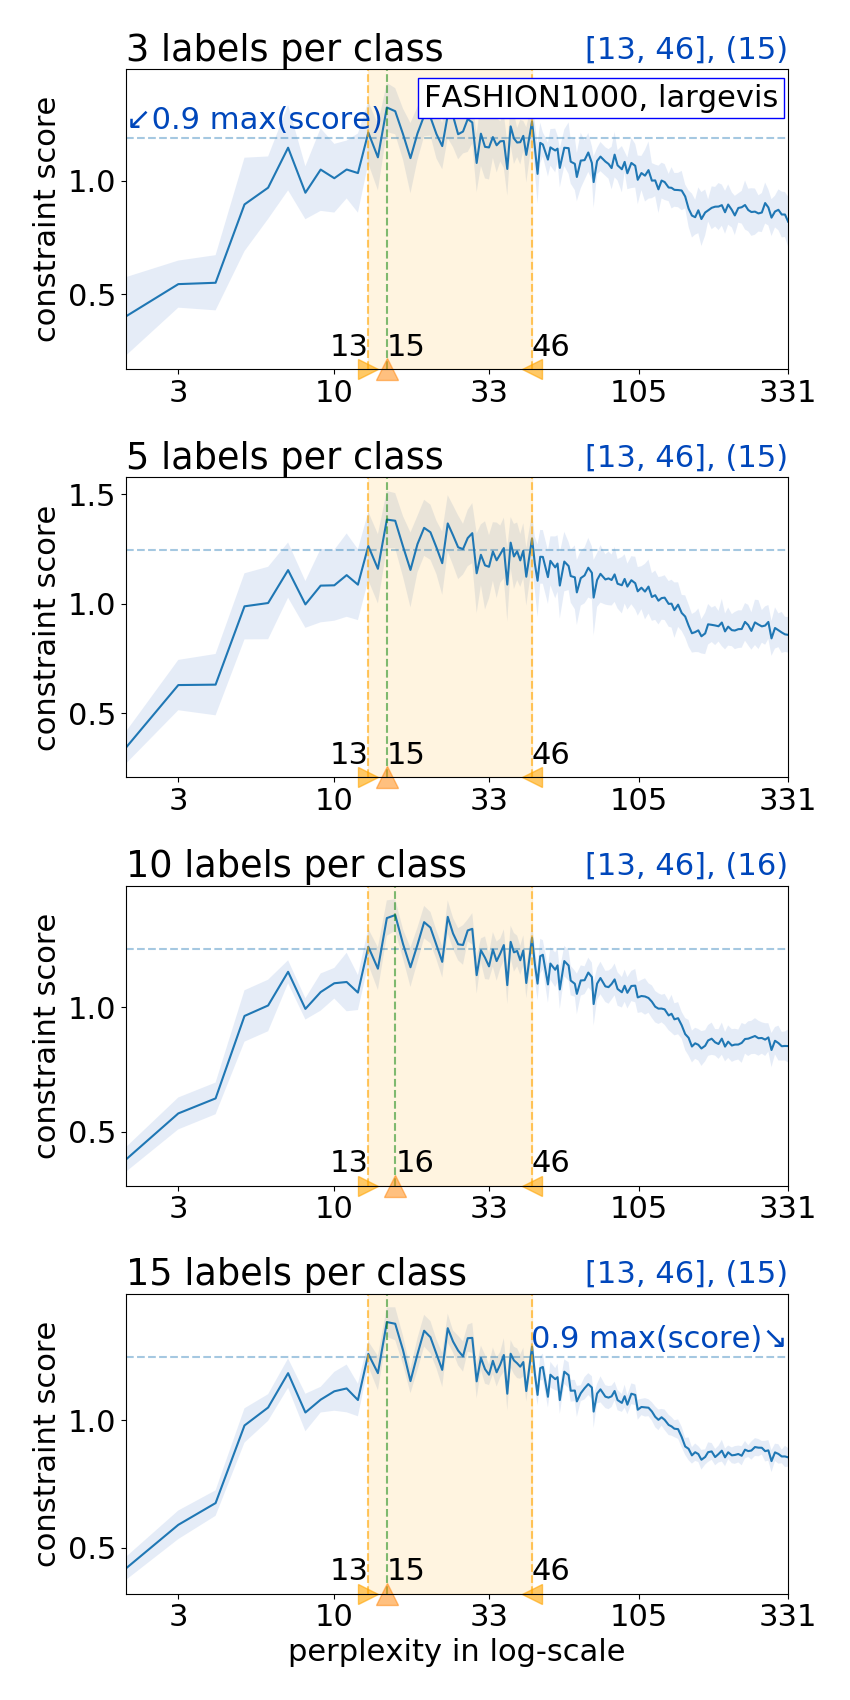 3 labels per class [13, 46], (15)
FASHION1000, largevis
↙0.9 max(score)
constraint score
1.0
0.5
13 15 46
3 10 33 105 331
5 labels per class [13, 46], (15)
constraint score
1.5
1.0
0.5
13 15 46
3 10 33 105 331
10 labels per class [13, 46], (16)
constraint score
1.0
0.5
13 16 46
3 10 33 105 331
15 labels per class [13, 46], (15)
0.9 max(score)↘
constraint score
1.0
0.5
13 15 46
3 10 33 105 331
perplexity in log-scale